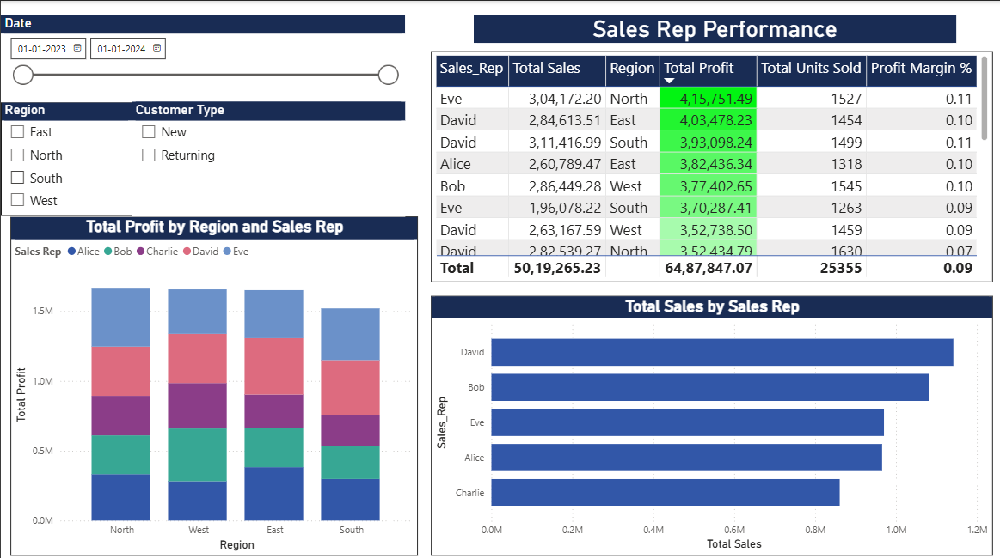 Date
01-01-2023 01-01-2024
Region Customer Type
East New
North Returning
South
West
Sales Rep Performance
Sales_Rep Total Sales Region Total Profit Total Units Sold Profit Margin %
Eve 3,04,172.20 North 4,15,751.49 1527 0.11
David 2,84,613.51 East 4,03,478.23 1454 0.10
David 3,11,416.99 South 3,93,098.24 1499 0.11
Alice 2,60,789.47 East 3,82,436.34 1318 0.10
Bob 2,86,449.28 West 3,77,402.65 1545 0.10
Eve 1,96,078.22 South 3,70,287.41 1263 0.09
David 2,63,167.59 West 3,52,738.50 1459 0.09
David 2,82,539.27 North 3,52,434.79 1630 0.07
Total 50,19,265.23 64,87,847.07 25355 0.09
Total Profit by Region and Sales Rep
Sales Rep Alice Bob Charlie David Eve
1.5M
1.0M
0.5M
0.0M
Total Profit
North West East South
Region
Total Sales by Sales Rep
David
Bob
Eve
Alice
Charlie
Sales_Rep
0.0M 0.2M 0.4M 0.6M 0.8M 1.0M 1.2M
Total Sales